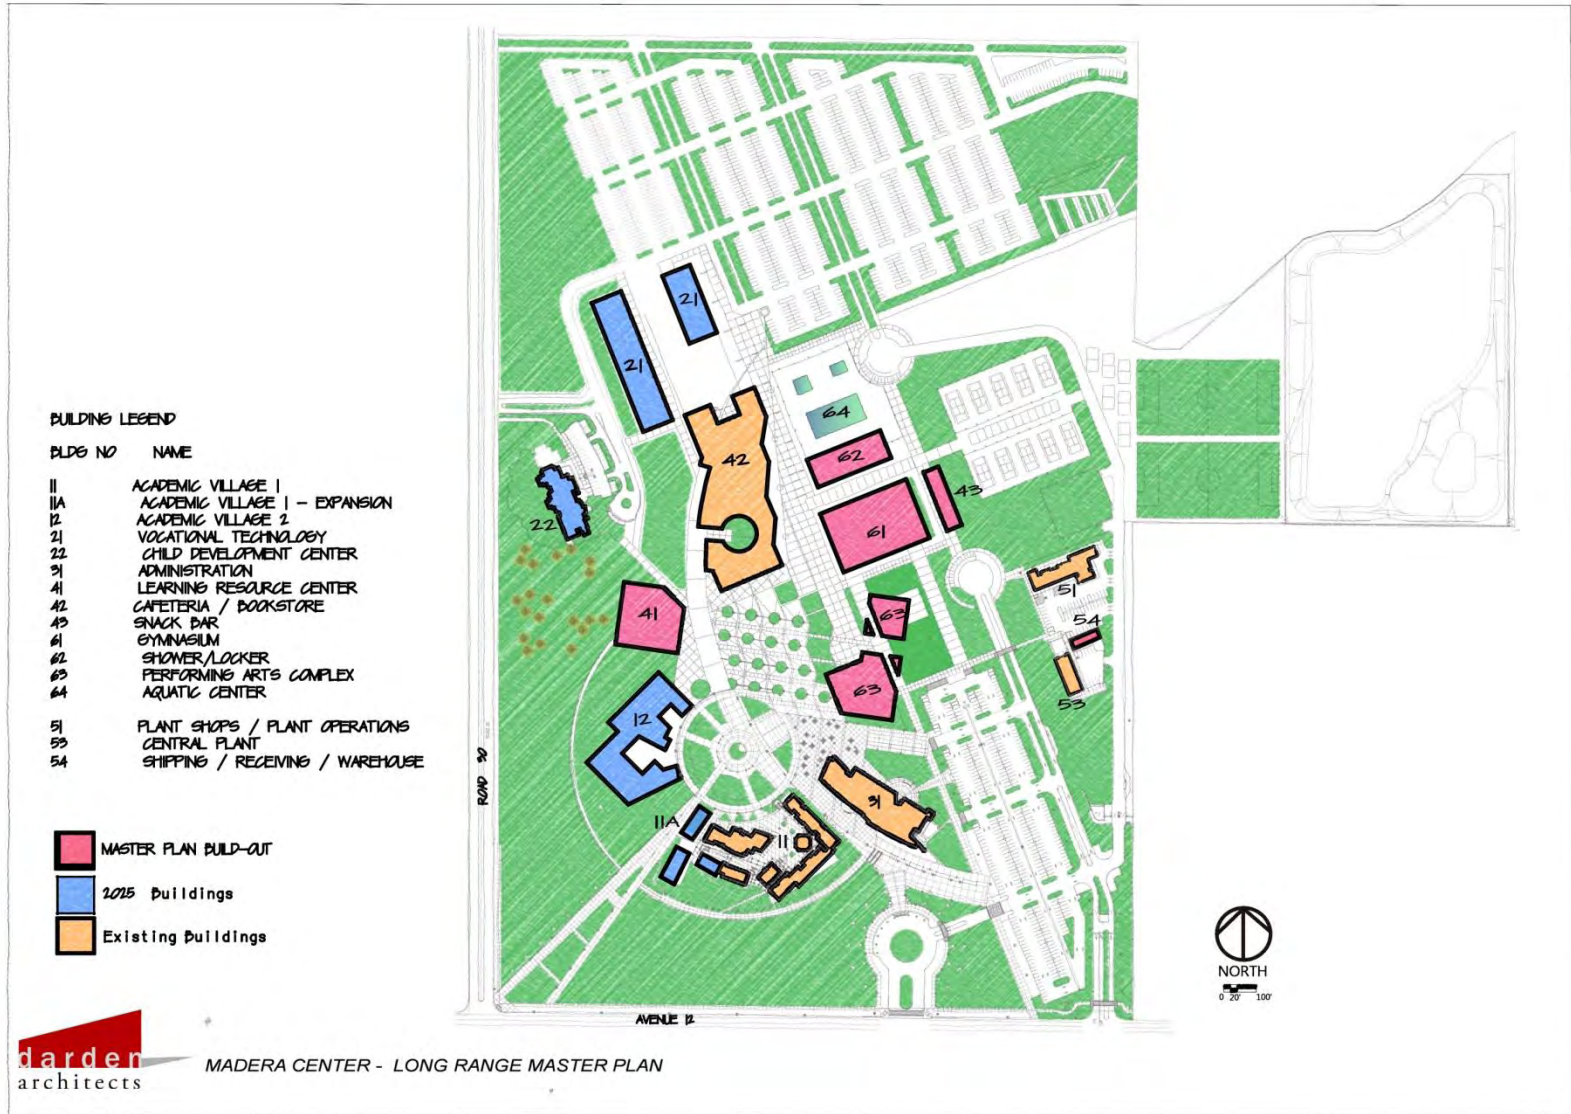 BUILDING LEGEND
BLDG NO NAME
11 ACADEMIC VILLAGE 1
11A ACADEMIC VILLAGE 1 - EXPANSION
12 ACADEMIC VILLAGE 2
21 VOCATIONAL TECHNOLOGY
22 CHILD DEVELOPMENT CENTER
31 ADMINISTRATION
41 LEARNING RESOURCE CENTER
42 CAFETERIA / BOOKSTORE
43 SNACK BAR
61 GYMNASIUM
62 SHOWER/LOCKER
63 PERFORMING ARTS COMPLEX
64 AQUATIC CENTER
51 PLANT SHOPS / PLANT OPERATIONS
53 CENTRAL PLANT
54 SHIPPING / RECEIVING / WAREHOUSE
MASTER PLAN BUILD-OUT
2025 Buildings
Existing Buildings
21
21
64
42
62
43
22
61
51
41
63
54
63
53
12
31
11A
11
ROAD 30
AVENUE 12
NORTH
0 20' 100'
darden
architects
MADERA CENTER - LONG RANGE MASTER PLAN